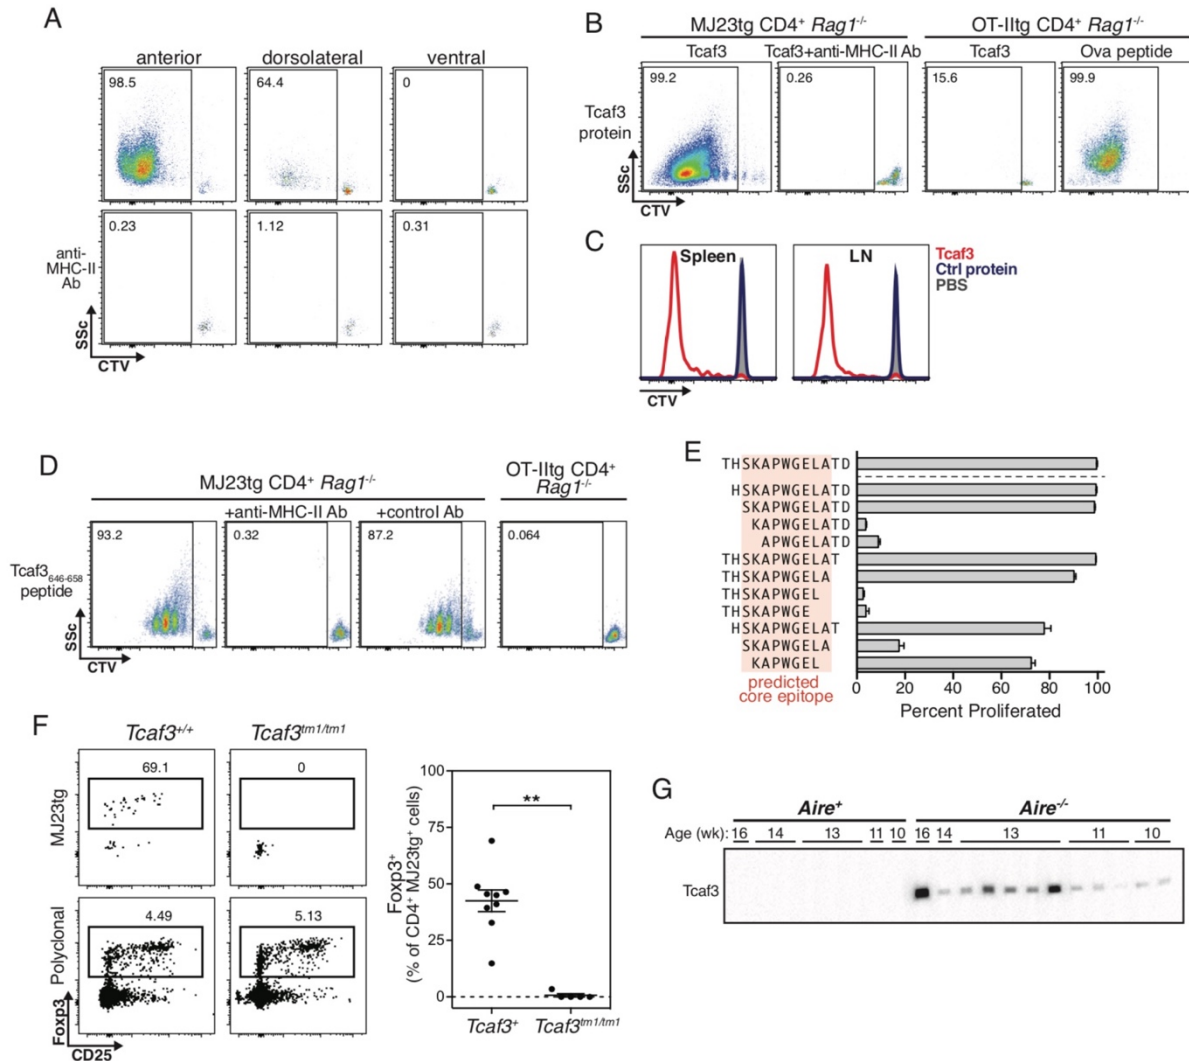 A
anterior dorsolateral ventral
98.5 64.4 0
0.23 1.12 0.31
anti-
MHC-II
Ab
SSc
CTV
B
MJ23tg CD4+ Rag1-/- OT-IItg CD4+ Rag1-/-
Tcaf3 Tcaf3+anti-MHC-II Ab Tcaf3 Ova peptide
99.2 0.26 15.6 99.9
Tcaf3
protein
SSc
CTV
C
Spleen LN
Tcaf3
Ctrl protein
PBS
CTV
D
MJ23tg CD4+ Rag1-/-
OT-IItg CD4+
Rag1-/-
+anti-MHC-II Ab +control Ab
93.2 0.32 87.2 0.064
Tcaf3646-658
peptide
SSc
CTV
E
THSKAPWGELATD
HSKAPWGELATD
SKAPWGELATD
KAPWGELATD
APWGELATD
THSKAPWGELAT
THSKAPWGELA
THSKAPWGEL
THSKAPWGE
HSKAPWGELAT
SKAPWGELA
KAPWGEL
predicted
core epitope
0 20 40 60 80 100
Percent Proliferated
F
Tcaf3+/+ Tcaf3tm1/tm1
MJ23tg
69.1 0
Polyclonal
4.49 5.13
Foxp3
CD25
Foxp3+
(% of CD4+ MJ23tg+ cells)
100
75
50
25
0
**
Tcaf3+ Tcaf3tm1/tm1
G
Aire+ Aire-/-
Age (wk): 16 14 13 11 10 16 14 13 11 10
Tcaf3